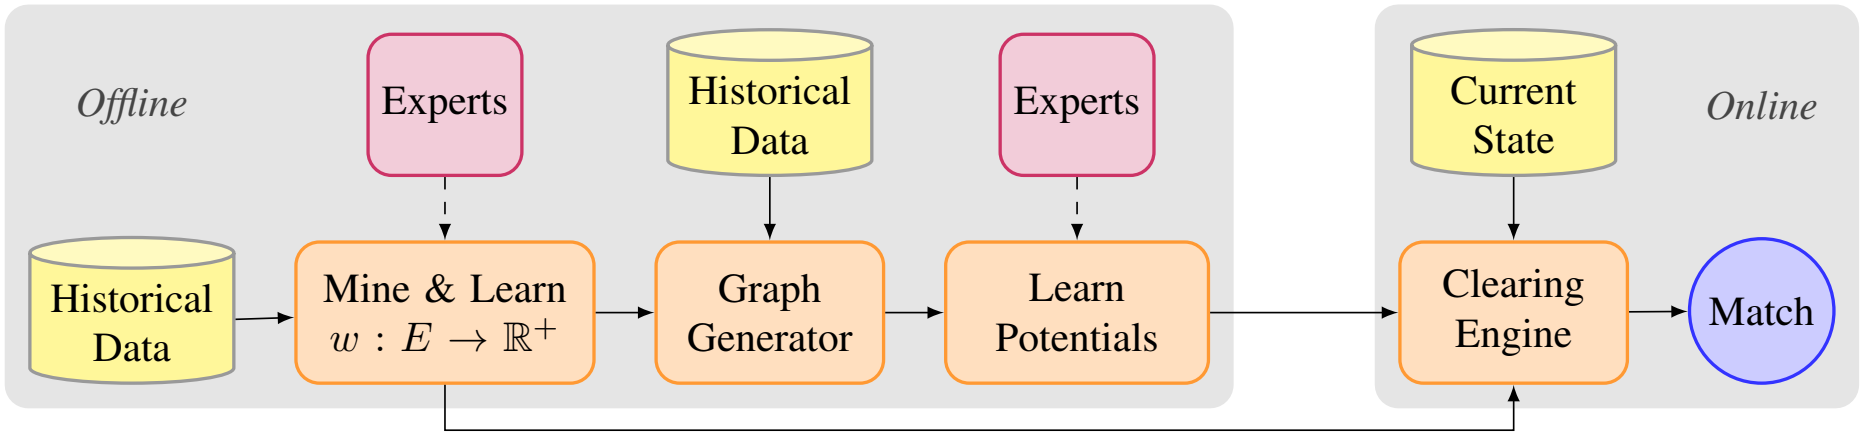 Offline
Experts
Historical
Data
Experts
Current
State
Online
Historical
Data
Mine & Learn
w : E → ℝ⁺
Graph
Generator
Learn
Potentials
Clearing
Engine
Match